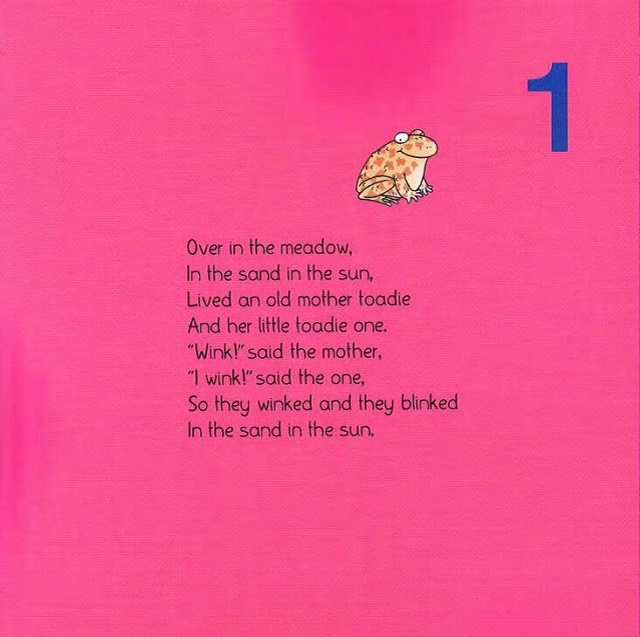 1
Over in the meadow,
In the sand in the sun,
Lived an old mother toadie
And her little toadie one.
"Wink!" said the mother,
"I wink!" said the one,
So they winked and they blinked
In the sand in the sun.